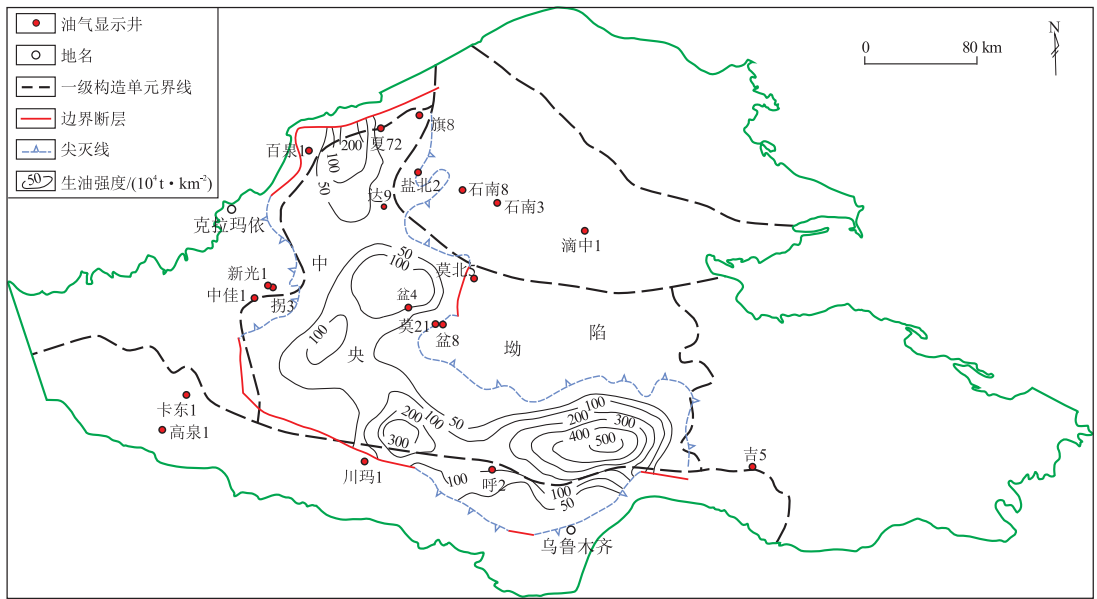 油气显示井
地名
一级构造单元界线
边界断层
尖灭线
50 生油强度/(10⁴t·km⁻²)
0 80 km
N
旗8
百泉1
200
夏72
100
50
盐北2
达9
石南8
石南3
克拉玛依
滴中1
中
50
100
莫北5
新光1
中佳1
拐3
盆4
莫21
盆8
100
央
坳
陷
卡东1
高泉1
200
100
50
300
100
200
300
400
500
川玛1
100
呼2
100
50
吉5
乌鲁木齐